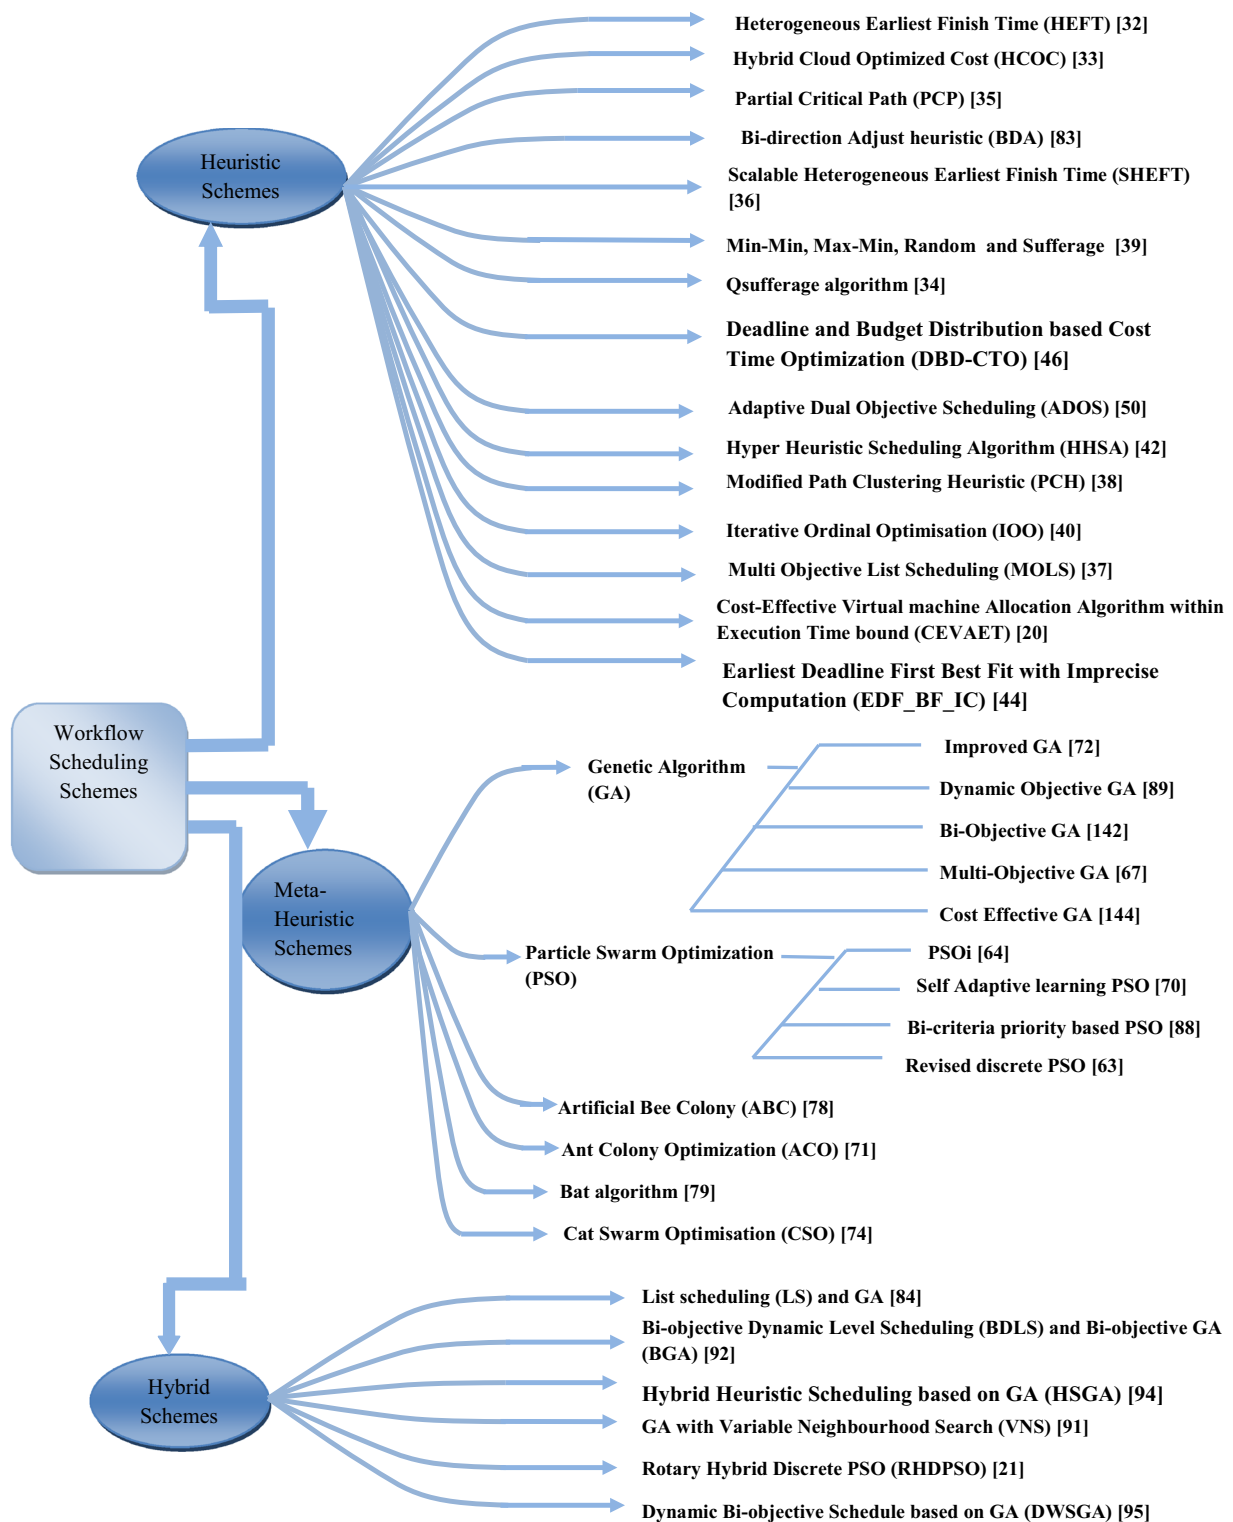 Heterogeneous Earliest Finish Time (HEFT) [32]
Hybrid Cloud Optimized Cost (HCOC) [33]
Partial Critical Path (PCP) [35]
Bi-direction Adjust heuristic (BDA) [83]
Heuristic
Schemes
Scalable Heterogeneous Earliest Finish Time (SHEFT)
[36]
Min-Min, Max-Min, Random and Sufferage [39]
Qsufferage algorithm [34]
Deadline and Budget Distribution based Cost
Time Optimization (DBD-CTO) [46]
Adaptive Dual Objective Scheduling (ADOS) [50]
Hyper Heuristic Scheduling Algorithm (HHSA) [42]
Modified Path Clustering Heuristic (PCH) [38]
Iterative Ordinal Optimisation (IOO) [40]
Multi Objective List Scheduling (MOLS) [37]
Cost-Effective Virtual machine Allocation Algorithm within
Execution Time bound (CEVAET) [20]
Earliest Deadline First Best Fit with Imprecise
Computation (EDF_BF_IC) [44]
Workflow
Scheduling
Schemes
Genetic Algorithm
(GA)
Improved GA [72]
Dynamic Objective GA [89]
Bi-Objective GA [142]
Multi-Objective GA [67]
Cost Effective GA [144]
Meta-
Heuristic
Schemes
Particle Swarm Optimization
(PSO)
PSOi [64]
Self Adaptive learning PSO [70]
Bi-criteria priority based PSO [88]
Revised discrete PSO [63]
Artificial Bee Colony (ABC) [78]
Ant Colony Optimization (ACO) [71]
Bat algorithm [79]
Cat Swarm Optimisation (CSO) [74]
List scheduling (LS) and GA [84]
Bi-objective Dynamic Level Scheduling (BDLS) and Bi-objective GA
(BGA) [92]
Hybrid
Schemes
Hybrid Heuristic Scheduling based on GA (HSGA) [94]
GA with Variable Neighbourhood Search (VNS) [91]
Rotary Hybrid Discrete PSO (RHDPSO) [21]
Dynamic Bi-objective Schedule based on GA (DWSGA) [95]